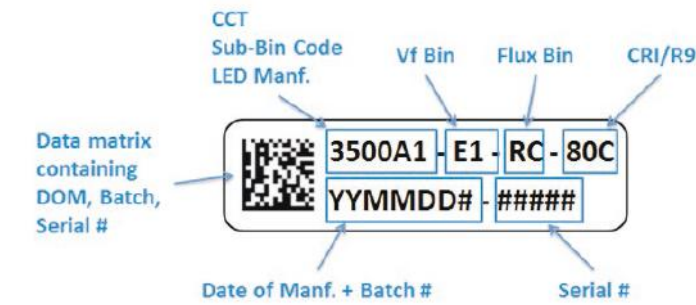 CCT
Sub-Bin Code
LED Manf.
Vf Bin
Flux Bin
CRI/R9
Data matrix
containing
DOM, Batch,
Serial #
3500A1 - E1 - RC - 80C
YYMMDD# - #####
Date of Manf. + Batch #
Serial #